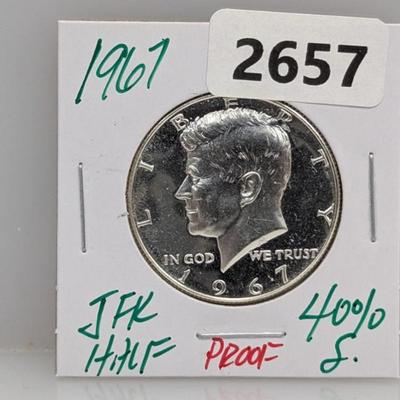 1967
2657
LIBERTY
IN GOD WE TRUST
1967
JFK
HALF
PROOF
40%
S.